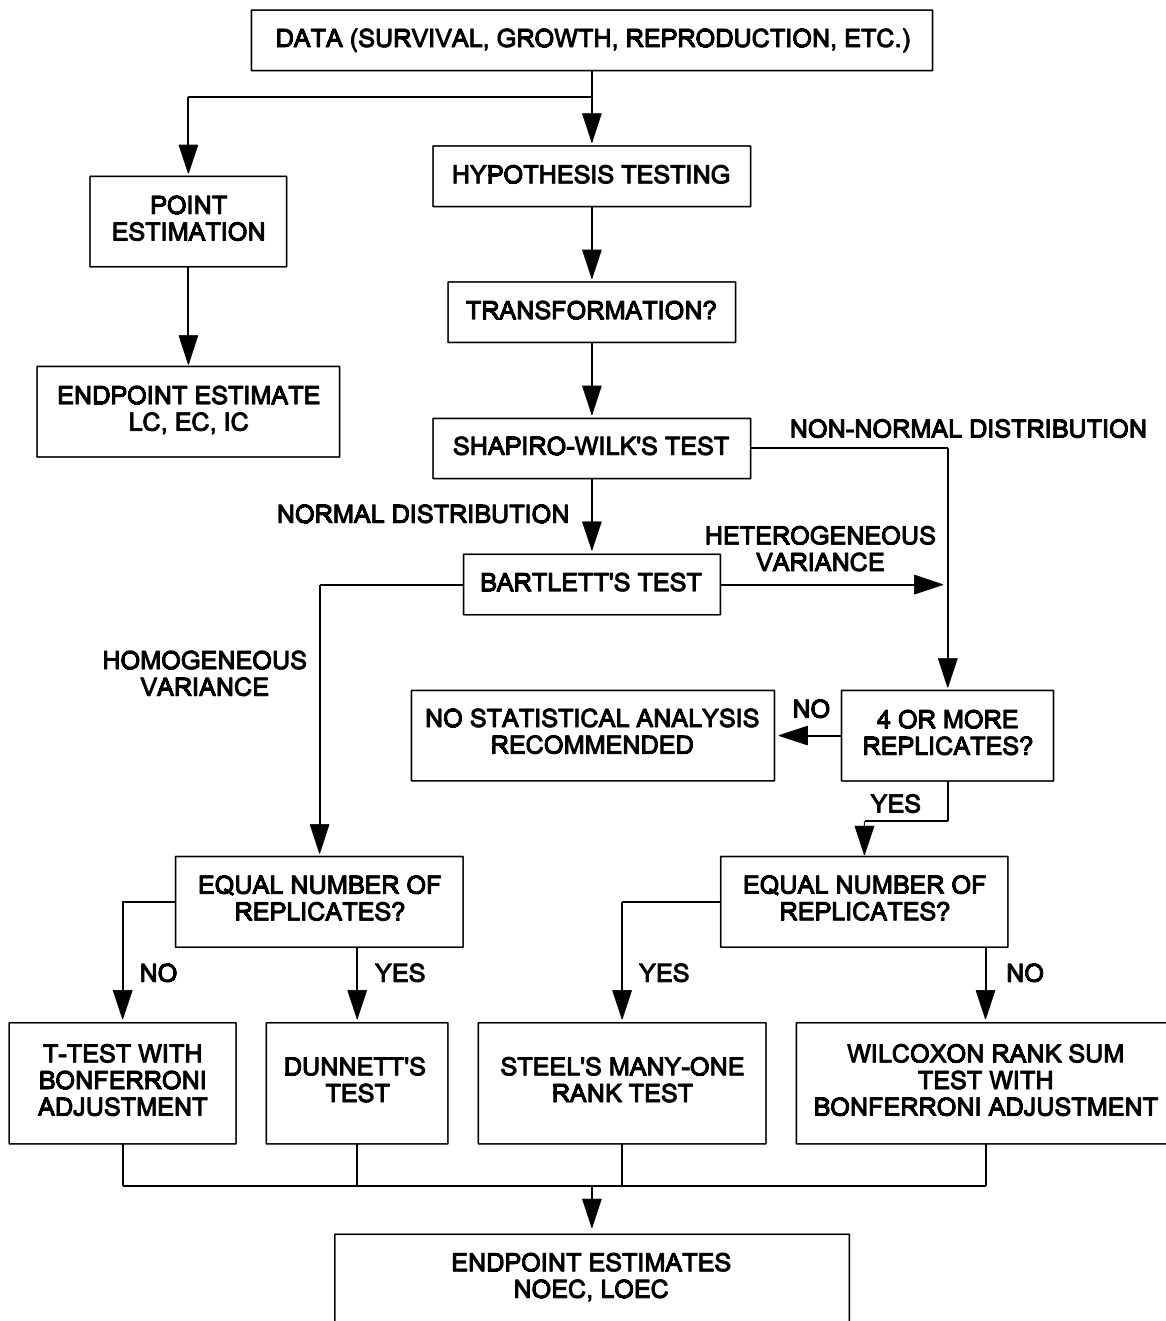 DATA (SURVIVAL, GROWTH, REPRODUCTION, ETC.)
HYPOTHESIS TESTING
POINT
ESTIMATION
TRANSFORMATION?
ENDPOINT ESTIMATE
LC, EC, IC
SHAPIRO-WILK'S TEST
NON-NORMAL DISTRIBUTION
NORMAL DISTRIBUTION
HETEROGENEOUS
VARIANCE
BARTLETT'S TEST
HOMOGENEOUS
VARIANCE
NO STATISTICAL ANALYSIS
RECOMMENDED
NO
4 OR MORE
REPLICATES?
YES
EQUAL NUMBER OF
REPLICATES?
EQUAL NUMBER OF
REPLICATES?
NO
YES
YES
NO
T-TEST WITH
BONFERRONI
ADJUSTMENT
DUNNETT'S
TEST
STEEL'S MANY-ONE
RANK TEST
WILCOXON RANK SUM
TEST WITH
BONFERRONI ADJUSTMENT
ENDPOINT ESTIMATES
NOEC, LOEC